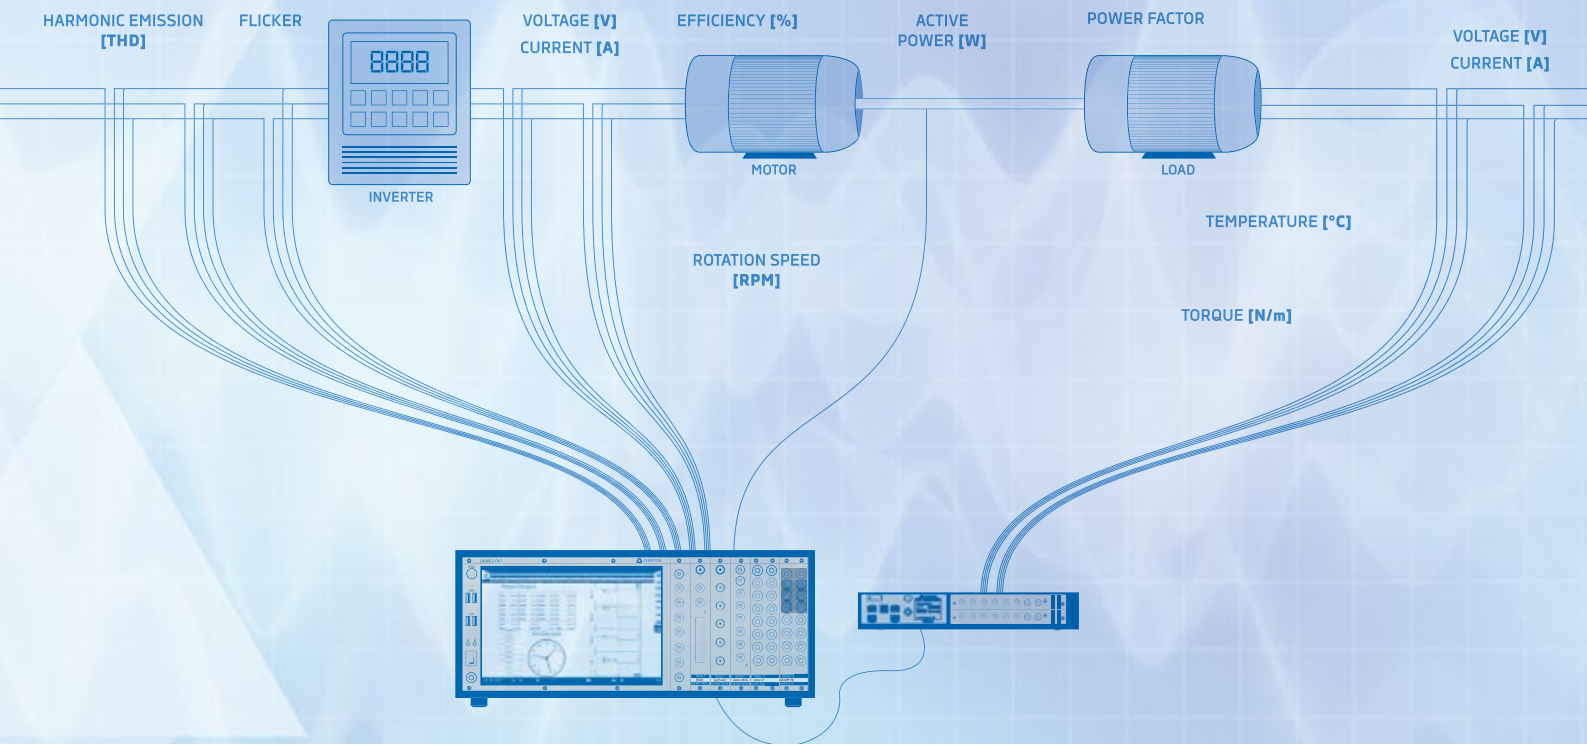 HARMONIC EMISSION
[THD]
FLICKER
VOLTAGE [V]
CURRENT [A]
EFFICIENCY [%]
ACTIVE
POWER [W]
POWER FACTOR
VOLTAGE [V]
CURRENT [A]
8888
INVERTER
MOTOR
LOAD
TEMPERATURE [°C]
ROTATION SPEED
[RPM]
TORQUE [N/m]